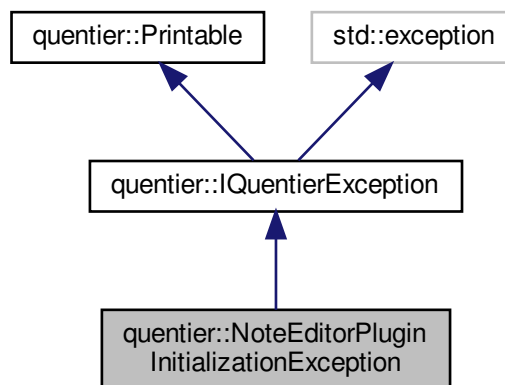 quentier::Printable
std::exception
quentier::IQuentierException
quentier::NoteEditorPlugin
InitializationException